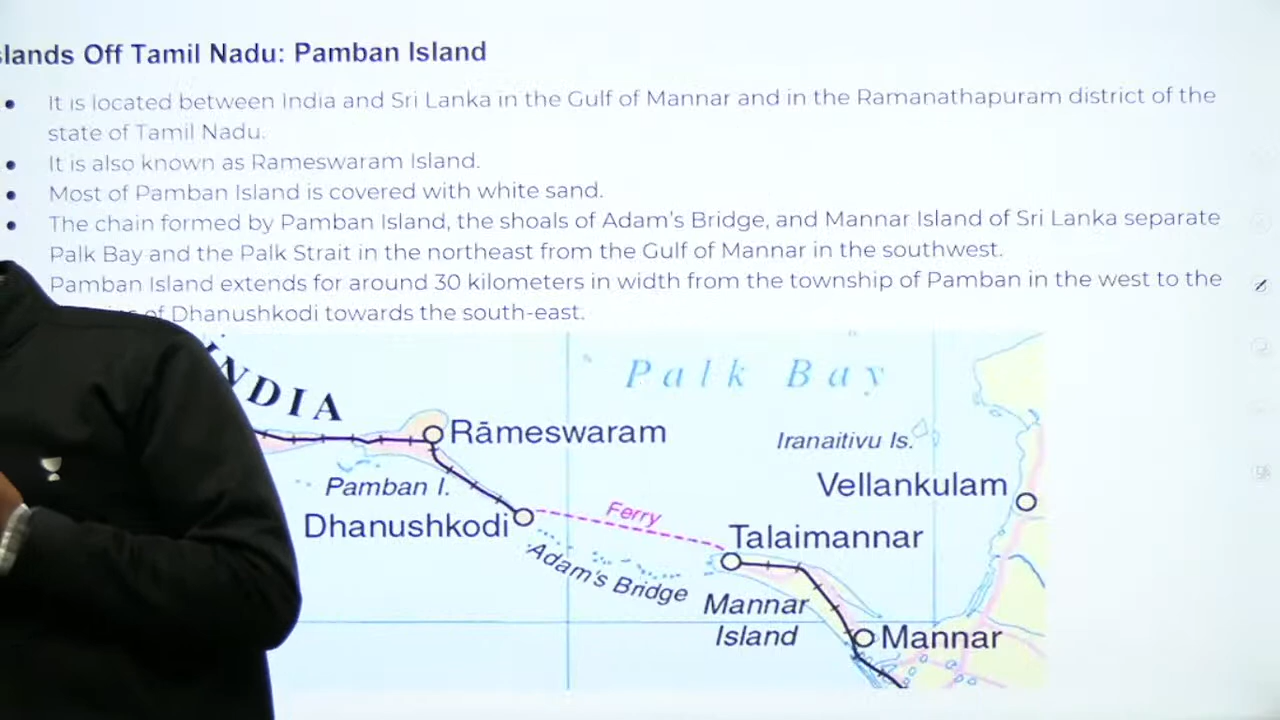 slands Off Tamil Nadu: Pamban Island
It is located between India and Sri Lanka in the Gulf of Mannar and in the Ramanathapuram district of the
state of Tamil Nadu.
It is also known as Rameswaram Island.
Most of Pamban Island is covered with white sand.
The chain formed by Pamban Island, the shoals of Adam's Bridge, and Mannar Island of Sri Lanka separate
Palk Bay and the Palk Strait in the northeast from the Gulf of Mannar in the southwest.
Pamban Island extends for around 30 kilometers in width from the township of Pamban in the west to the
of Dhanushkodi towards the south-east.
INDIA
Palk Bay
Rāmeswaram
Iranaitivu Is.
Pamban I.
Vellankulam
Dhanushkodi
Ferry
Talaimannar
Adam's Bridge
Mannar
Island
Mannar